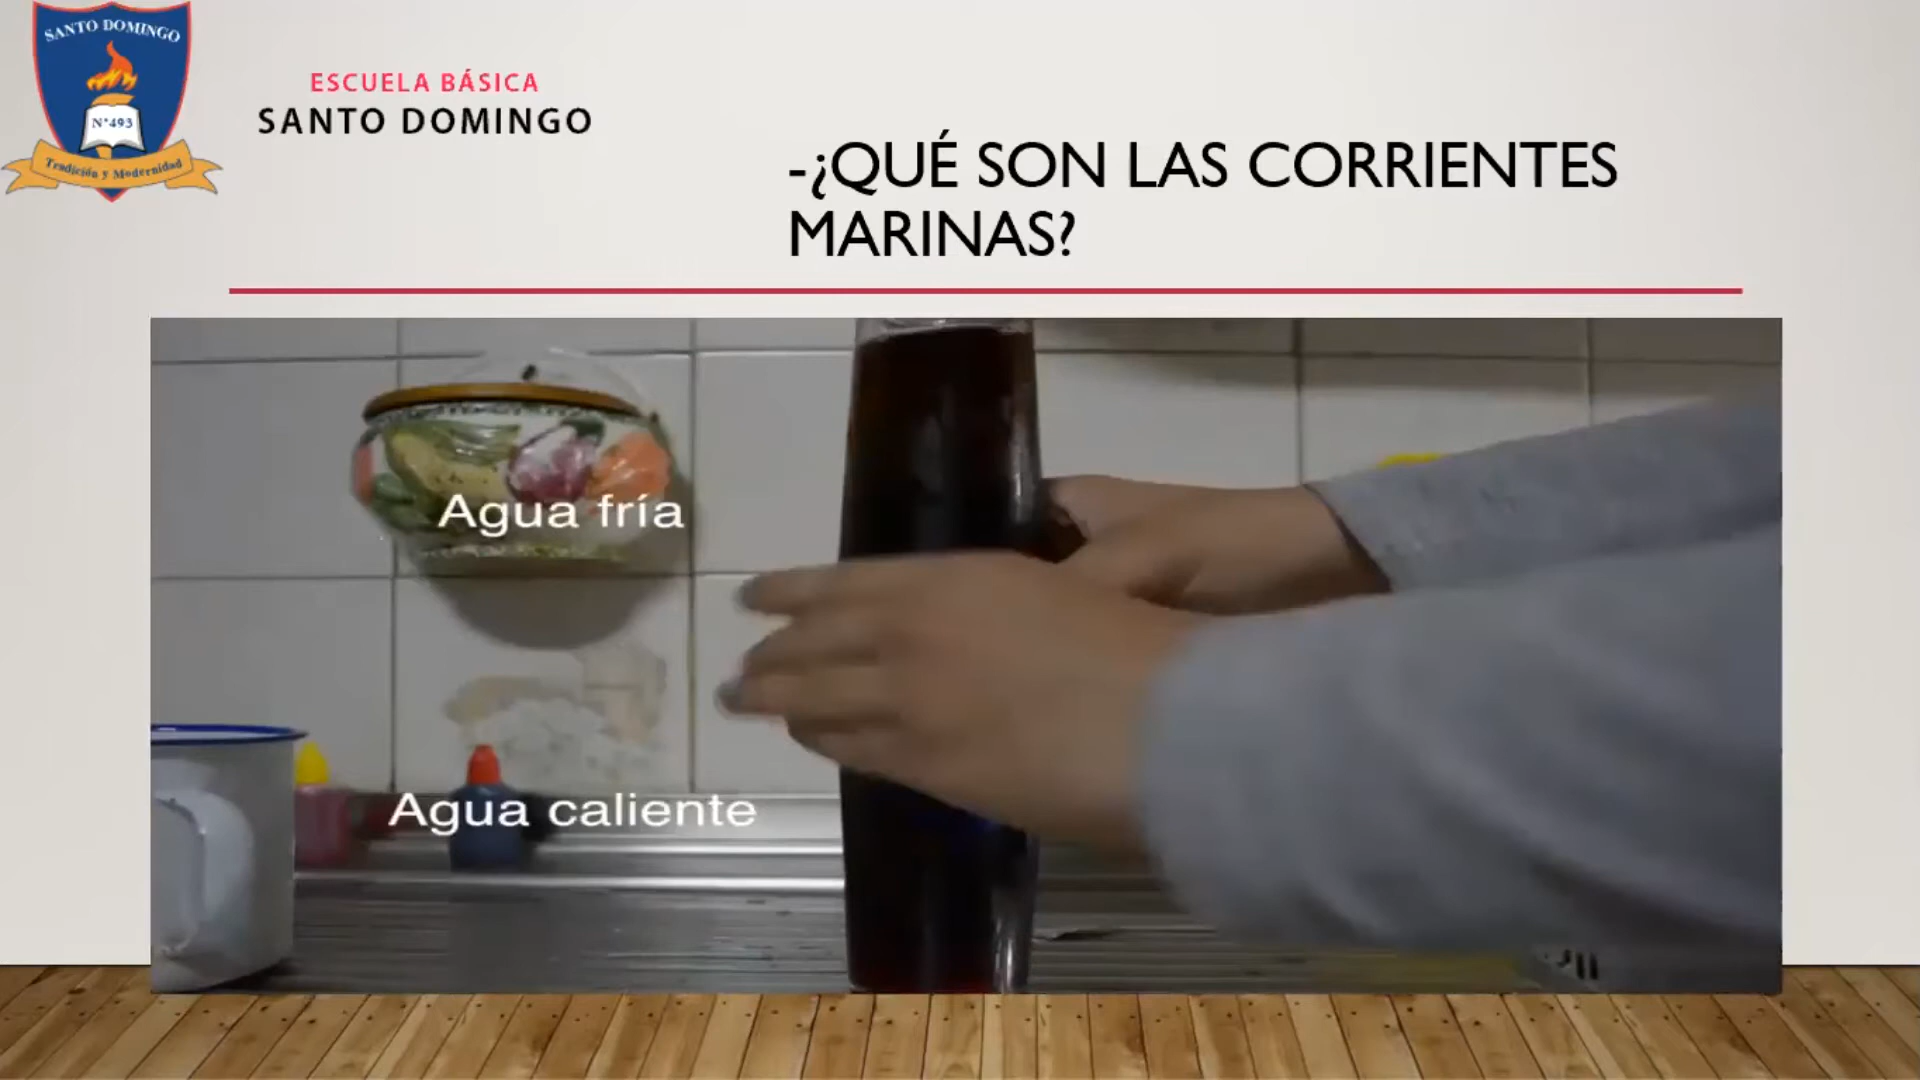 SANTO DOMINGO
N°493
Tradición y Modernidad
ESCUELA BÁSICA
SANTO DOMINGO
-¿QUÉ SON LAS CORRIENTES
MARINAS?
Agua fría
Agua caliente